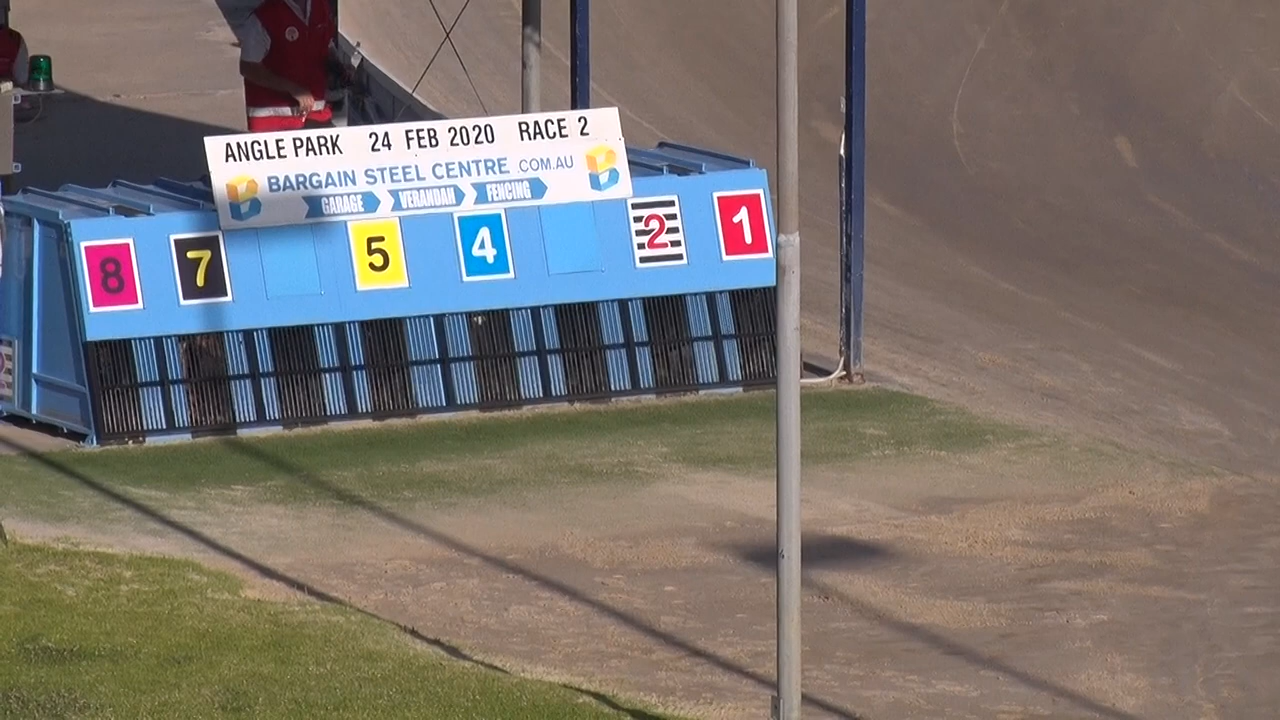 ANGLE PARK 24 FEB 2020 RACE 2
BARGAIN STEEL CENTRE .COM.AU
GARAGE VERANDAH FENCING
8 7 5 4 2 1